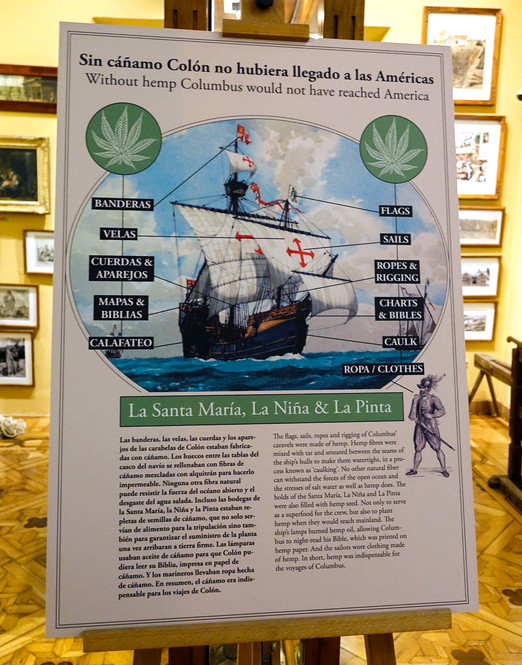 Sin cáñamo Colón no hubiera llegado a las Américas
Without hemp Columbus would not have reached America
BANDERAS
FLAGS
VELAS
SAILS
CUERDAS &
APAREJOS
ROPES &
RIGGING
MAPAS &
BIBLIAS
CHARTS
& BIBLES
CALAFATEO
CAULK
ROPA / CLOTHES
La Santa María, La Niña & La Pinta
Las banderas, las velas, las cuerdas y los apare-
jos de las carabelas de Colón estaban fabrica-
das con cáñamo. Los huecos entre las tablas del
casco del navío se rellenaban con fibras de
cáñamo mezcladas con alquitrán para hacerlo
impermeable. Ninguna otra fibra natural
puede resistir la fuerza del océano abierto y el
desgaste del agua salada. Incluso las bodegas de
la Santa María, la Niña y la Pinta estaban re-
pletas de semillas de cáñamo, que no solo ser-
vían de alimento para la tripulación sino tam-
bién para garantizar el suministro de la planta
una vez arribaran a tierra firme. Las lámparas
usaban aceite de cáñamo para que Colón pu-
diera leer su Biblia, impresa en papel de
cáñamo. Y los marineros llevaban ropa hecha
de cáñamo. En resumen, el cáñamo era indis-
pensable para los viajes de Colón.
The flags, sails, ropes and rigging of Columbus'
caravels were made of hemp. Hemp fibres were
mixed with tar and smeared between the seams of
the ship's hulls to make them watertight, in a pro-
cess known as 'caulking'. No other natural fiber
can withstand the forces of the open ocean and
the stresses of salt water as well as hemp does. The
holds of the Santa María, La Niña and La Pinta
were also filled with hemp seed. Not only to serve
as a superfood for the crew, but also to plant
hemp when they would reach mainland. The
ship's lamps burned hemp oil, allowing Colum-
bus to night-read his Bible, which was printed on
hemp paper. And the sailors wore clothing made
of hemp. In short, hemp was indispensable for
the voyages of Columbus.